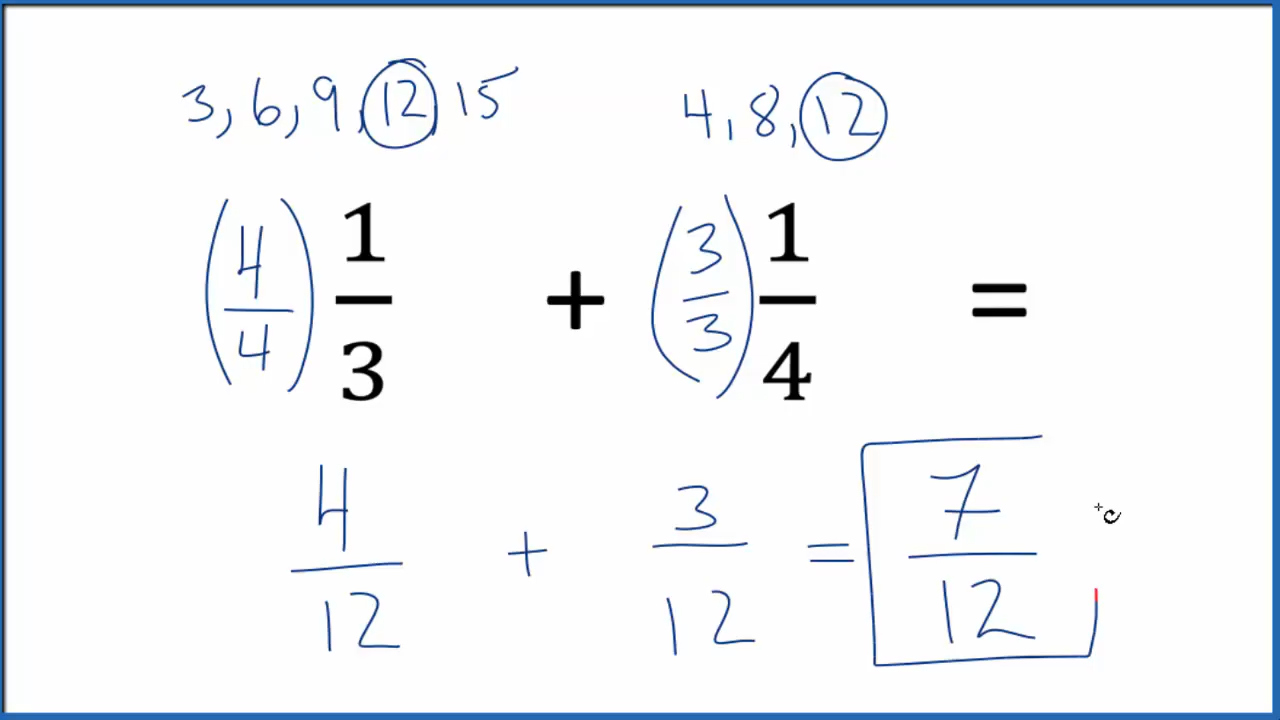 3, 6, 9, 12 15 4, 8, 12
(4/4) 1/3 + (3/3) 1/4 =
4/12 + 3/12 = 7/12